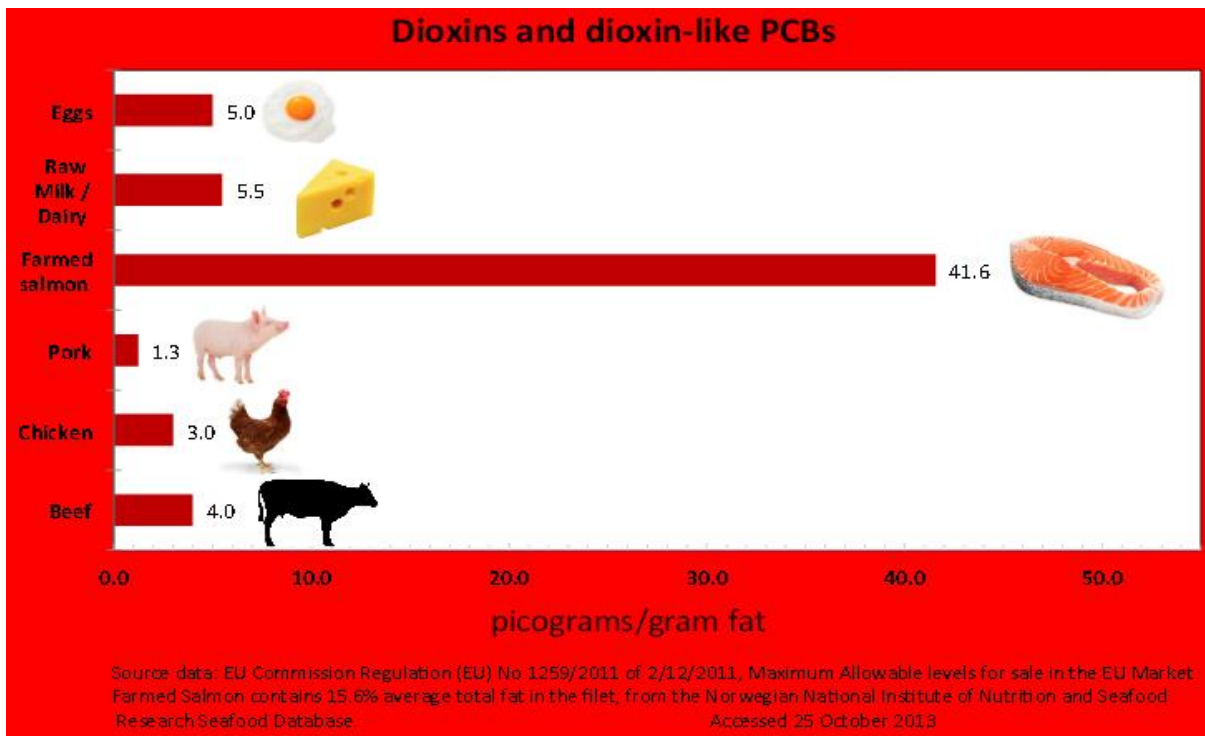 Dioxins and dioxin-like PCBs
Eggs
5.0
Raw
Milk /
Dairy
5.5
Farmed
salmon
41.6
Pork
1.3
Chicken
3.0
Beef
4.0
0.0 10.0 20.0 30.0 40.0 50.0
picograms/gram fat
Source data: EU Commission Regulation (EU) No 1259/2011 of 2/12/2011, Maximum Allowable levels for sale in the EU Market
Farmed Salmon contains 15.6% average total fat in the filet, from the Norwegian National Institute of Nutrition and Seafood
Research Seafood Database. Accessed 25 October 2013